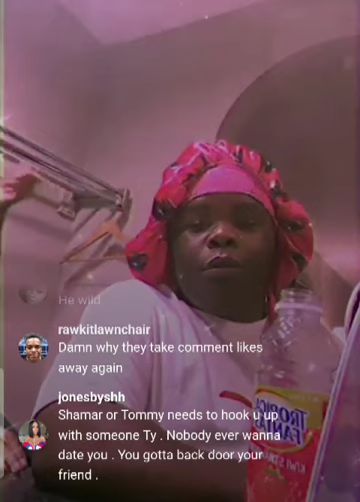 He wild
rawkitlawnchair
Damn why they take comment likes
away again
jonesbyshh
Shamar or Tommy needs to hook u up
with someone Ty . Nobody ever wanna
date you . You gotta back door your
friend .
TROPICAL
FANTASY